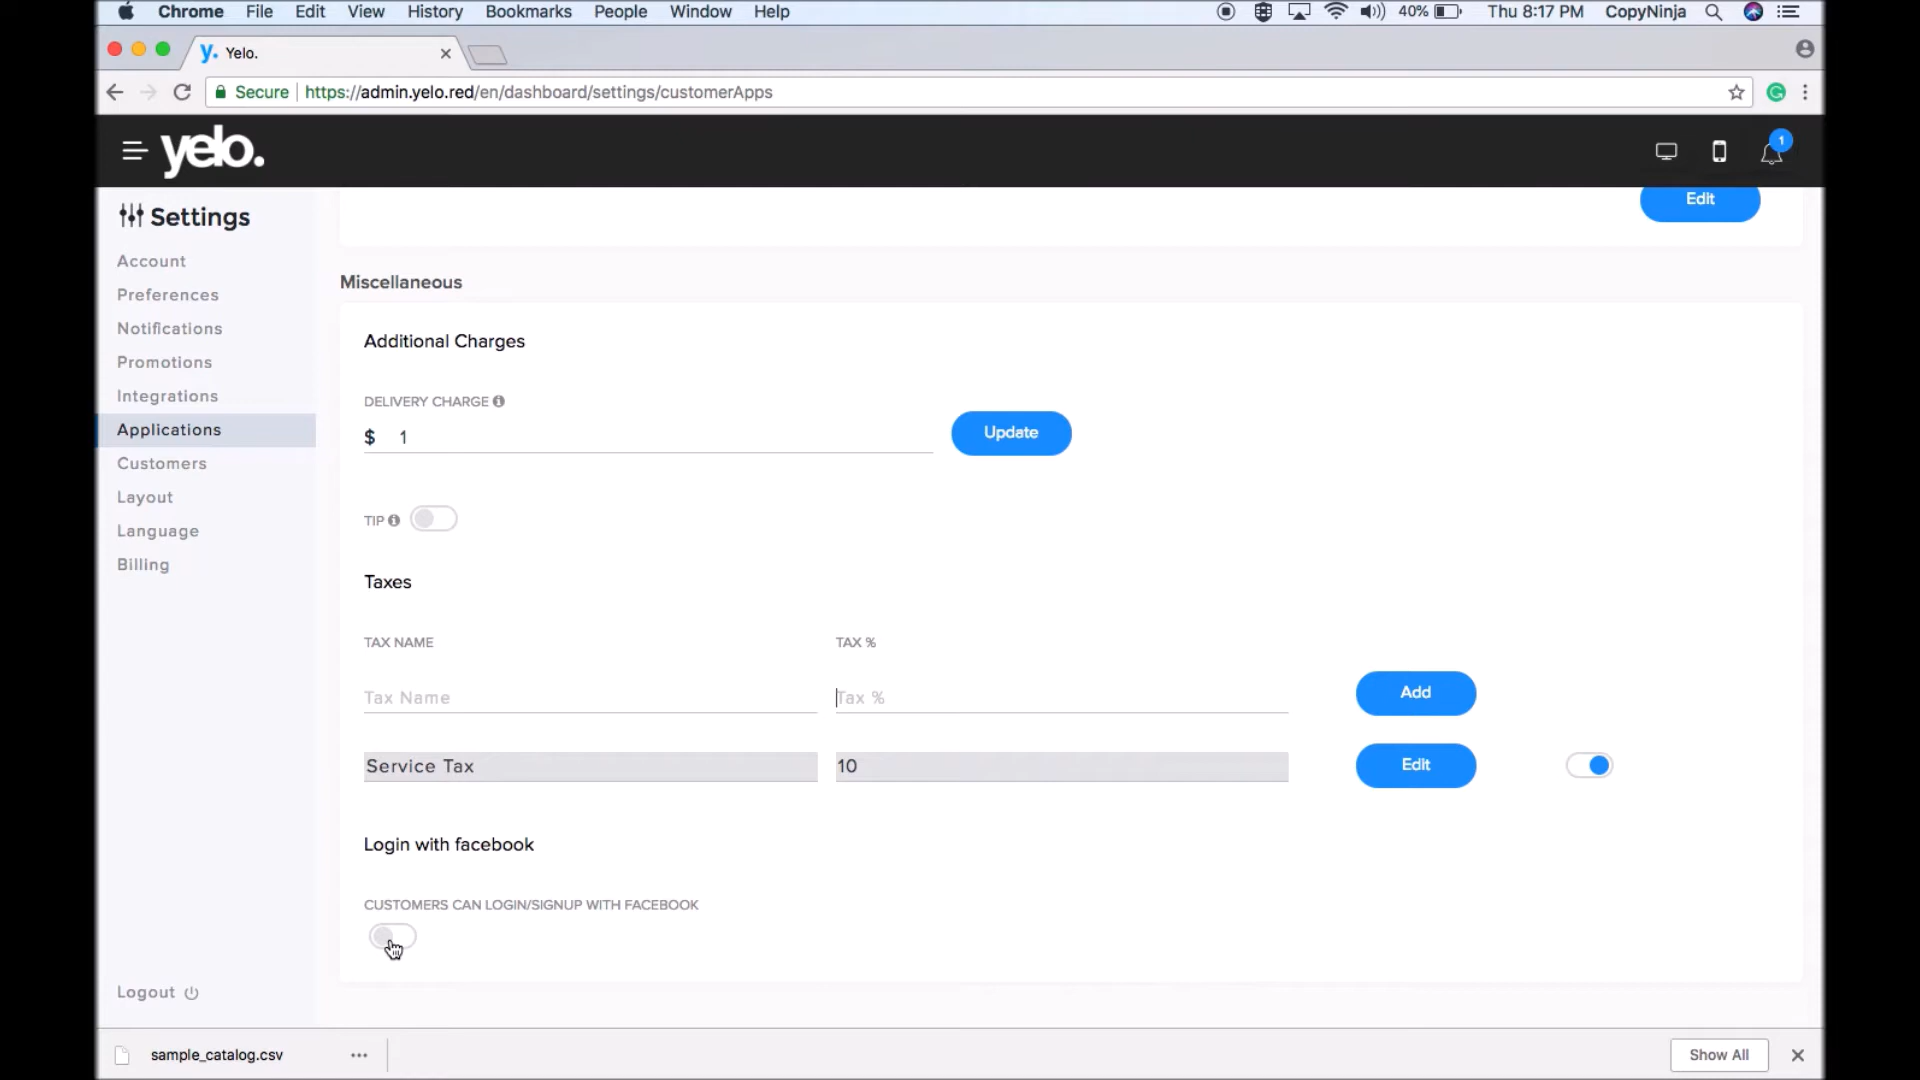 Chrome File Edit View History Bookmarks People Window Help 40% Thu 8:17 PM CopyNinja
y. Yelo.
Secure https://admin.yelo.red/en/dashboard/settings/customerApps
yelo. 1
Settings
Account
Preferences
Notifications
Promotions
Integrations
Applications
Customers
Layout
Language
Billing
Logout
Edit
Miscellaneous
Additional Charges
DELIVERY CHARGE
$ 1 Update
TIP
Taxes
TAX NAME TAX %
Tax Name Tax % Add
Service Tax 10 Edit
Login with facebook
CUSTOMERS CAN LOGIN/SIGNUP WITH FACEBOOK
sample_catalog.csv Show All